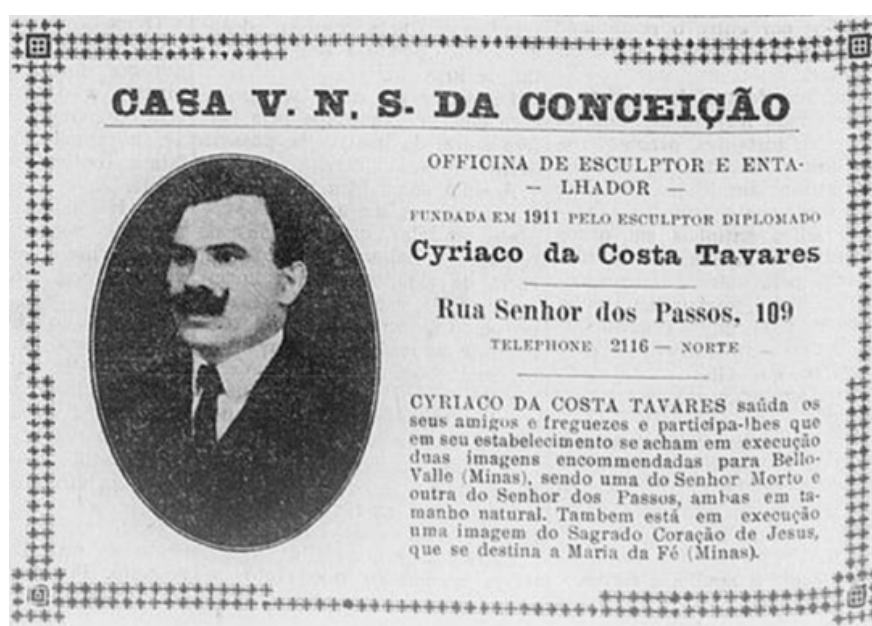 CASA V. N. S. DA CONCEIÇÃO
OFFICINA DE ESCULPTOR E ENTA-
— LHADOR —
FUNDADA EM 1911 PELO ESCULPTOR DIPLOMADO
Cyriaco da Costa Tavares
Rua Senhor dos Passos, 109
TELEPHONE 2116 — NORTE
CYRIACO DA COSTA TAVARES saúda os
seus amigos e freguezes e participa-lhes que
em seu estabelecimento se acham em execução
duas imagens encommendadas para Bello-
Valle (Minas), sendo uma do Senhor Morto e
outra do Senhor dos Passos, ambas em ta-
manho natural. Tambem está em execução
uma imagem do Sagrado Coração de Jesus,
que se destina a Maria da Fé (Minas).